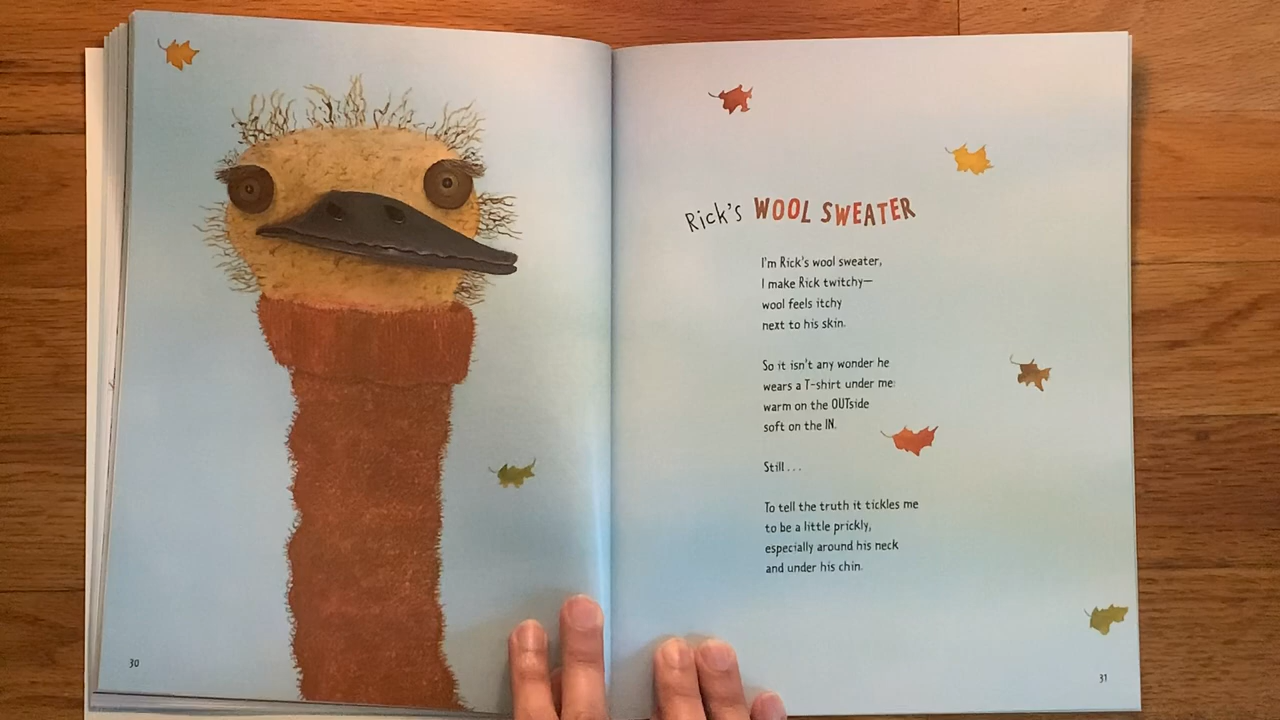 Rick's WOOL SWEATER
I'm Rick's wool sweater,
I make Rick twitchy—
wool feels itchy
next to his skin.
So it isn't any wonder he
wears a T-shirt under me:
warm on the OUTside
soft on the IN.
Still...
To tell the truth it tickles me
to be a little prickly,
especially around his neck
and under his chin.
30
31